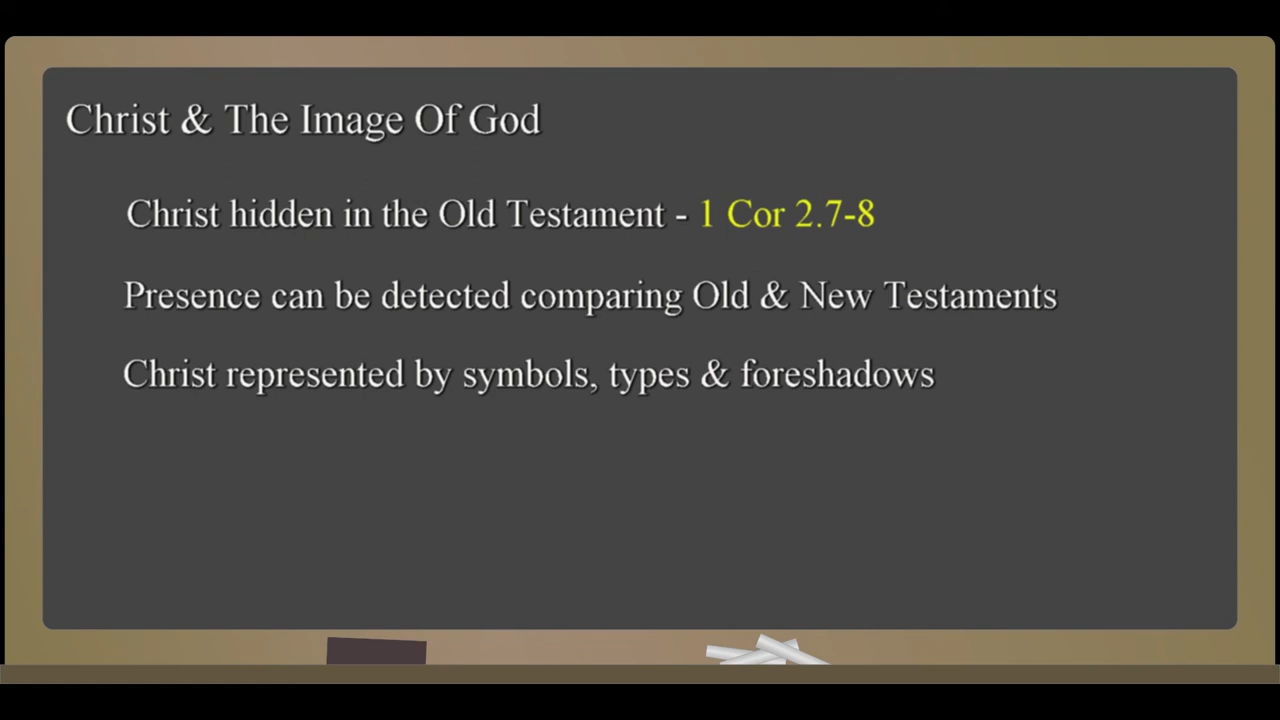 Christ & The Image Of God
Christ hidden in the Old Testament - 1 Cor 2.7-8
Presence can be detected comparing Old & New Testaments
Christ represented by symbols, types & foreshadows